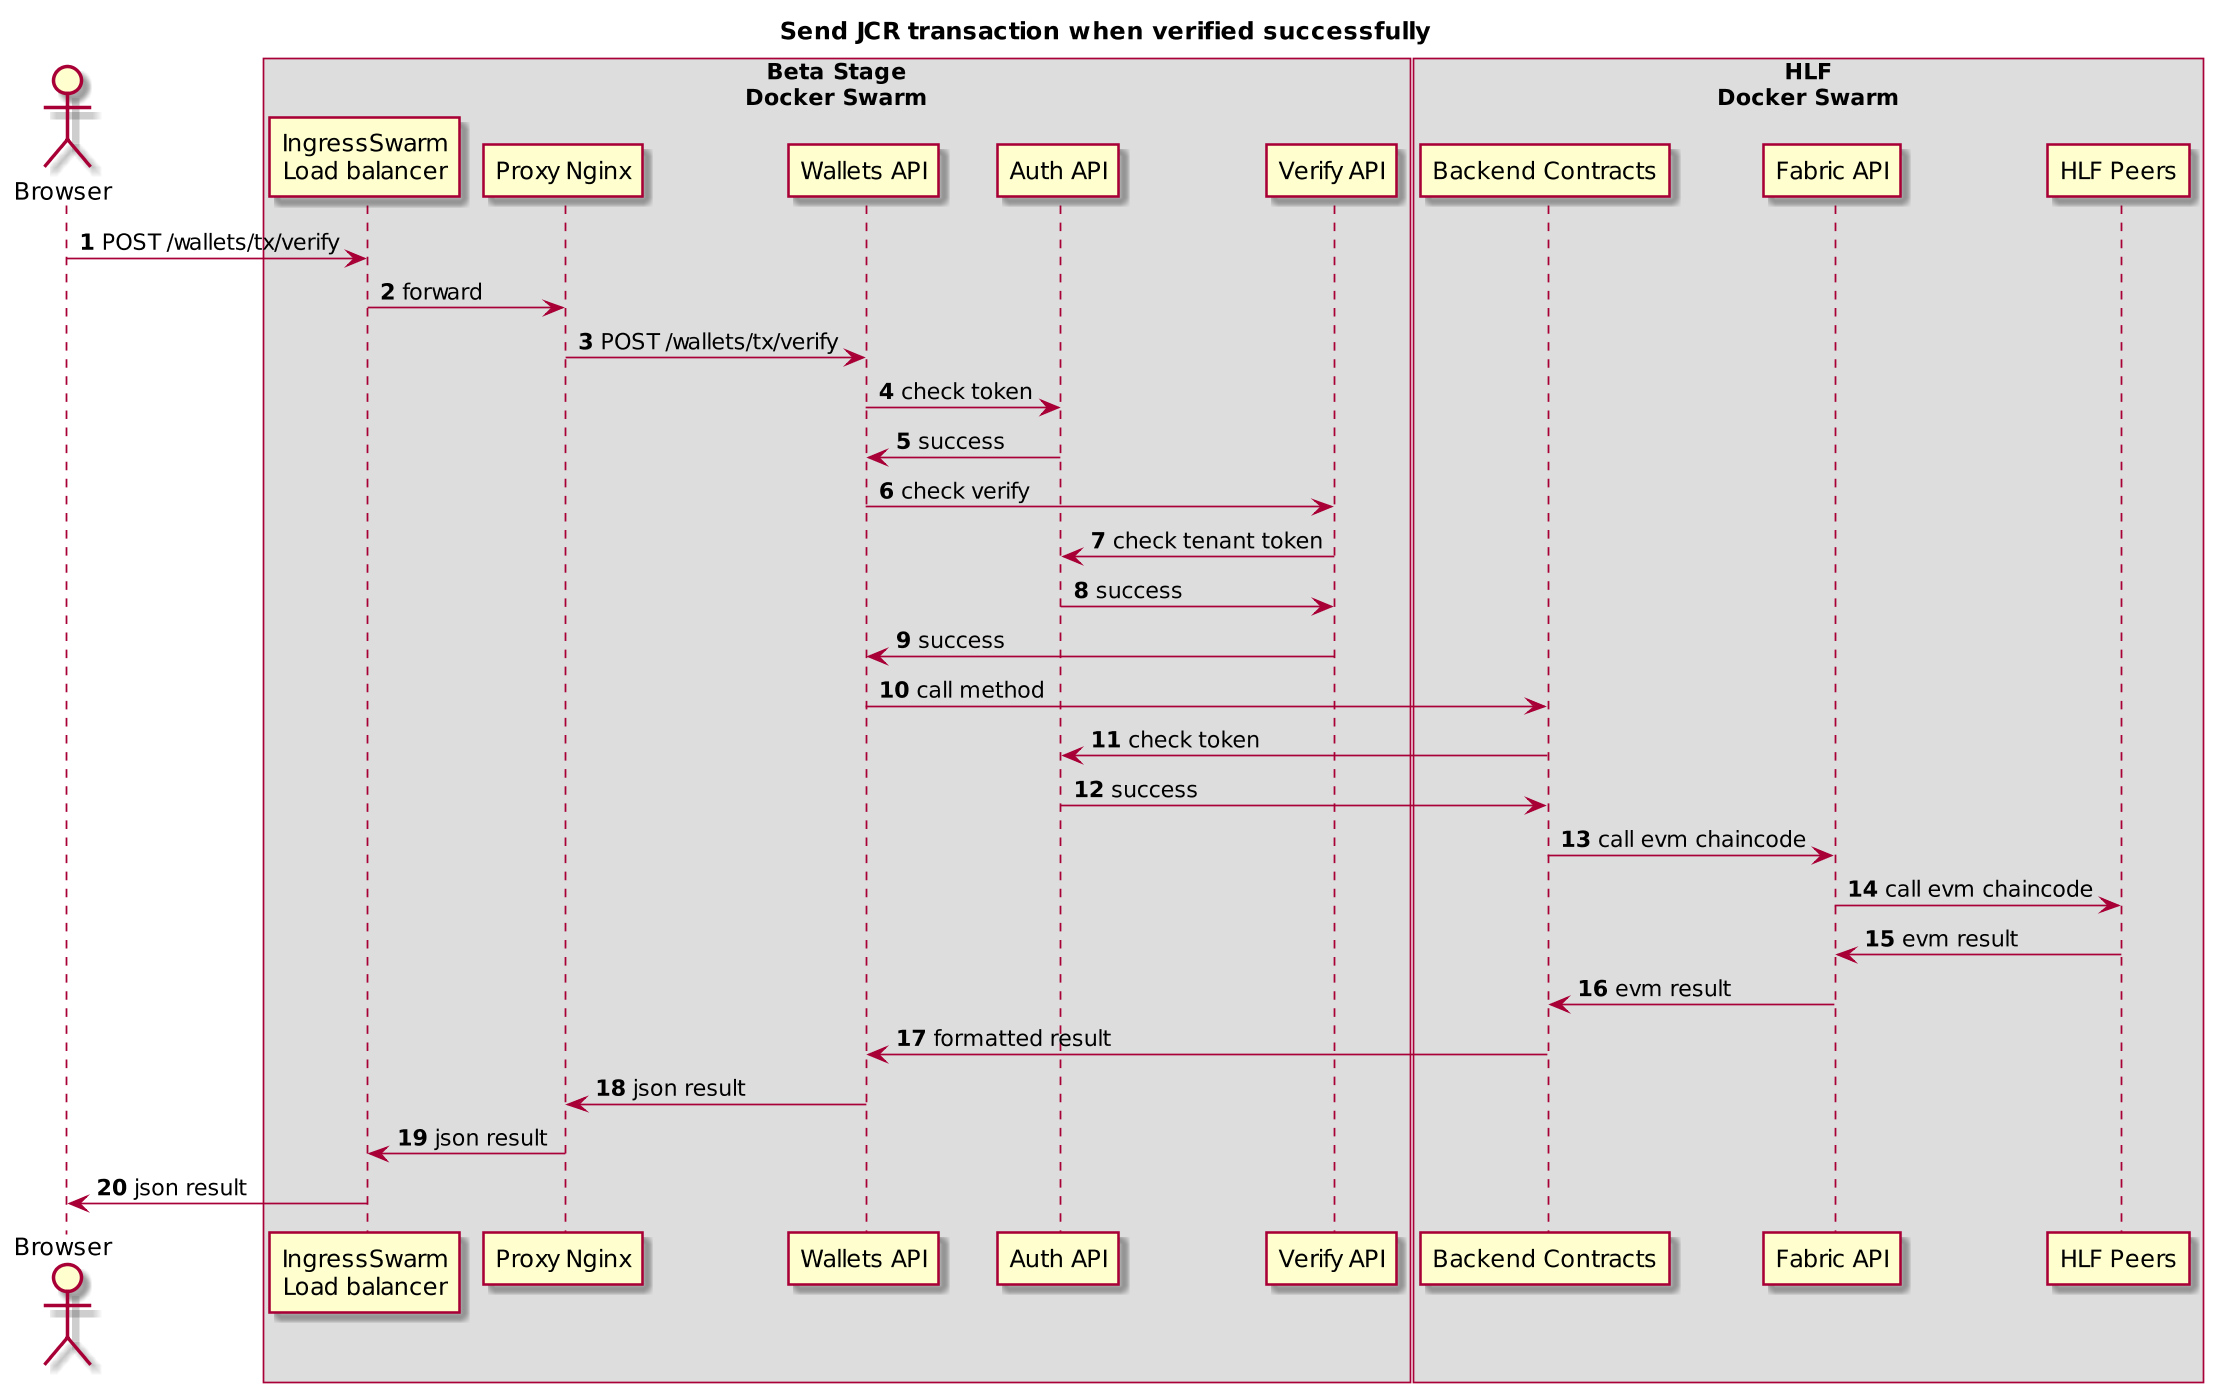 Send JCR transaction when verified successfully
Beta Stage
Docker Swarm
HLF
Docker Swarm
Browser
IngressSwarm
Load balancer
Proxy Nginx
Wallets API
Auth API
Verify API
Backend Contracts
Fabric API
HLF Peers
1 POST /wallets/tx/verify
2 forward
3 POST /wallets/tx/verify
4 check token
5 success
6 check verify
7 check tenant token
8 success
9 success
10 call method
11 check token
12 success
13 call evm chaincode
14 call evm chaincode
15 evm result
16 evm result
17 formatted result
18 json result
19 json result
20 json result
Browser
IngressSwarm
Load balancer
Proxy Nginx
Wallets API
Auth API
Verify API
Backend Contracts
Fabric API
HLF Peers